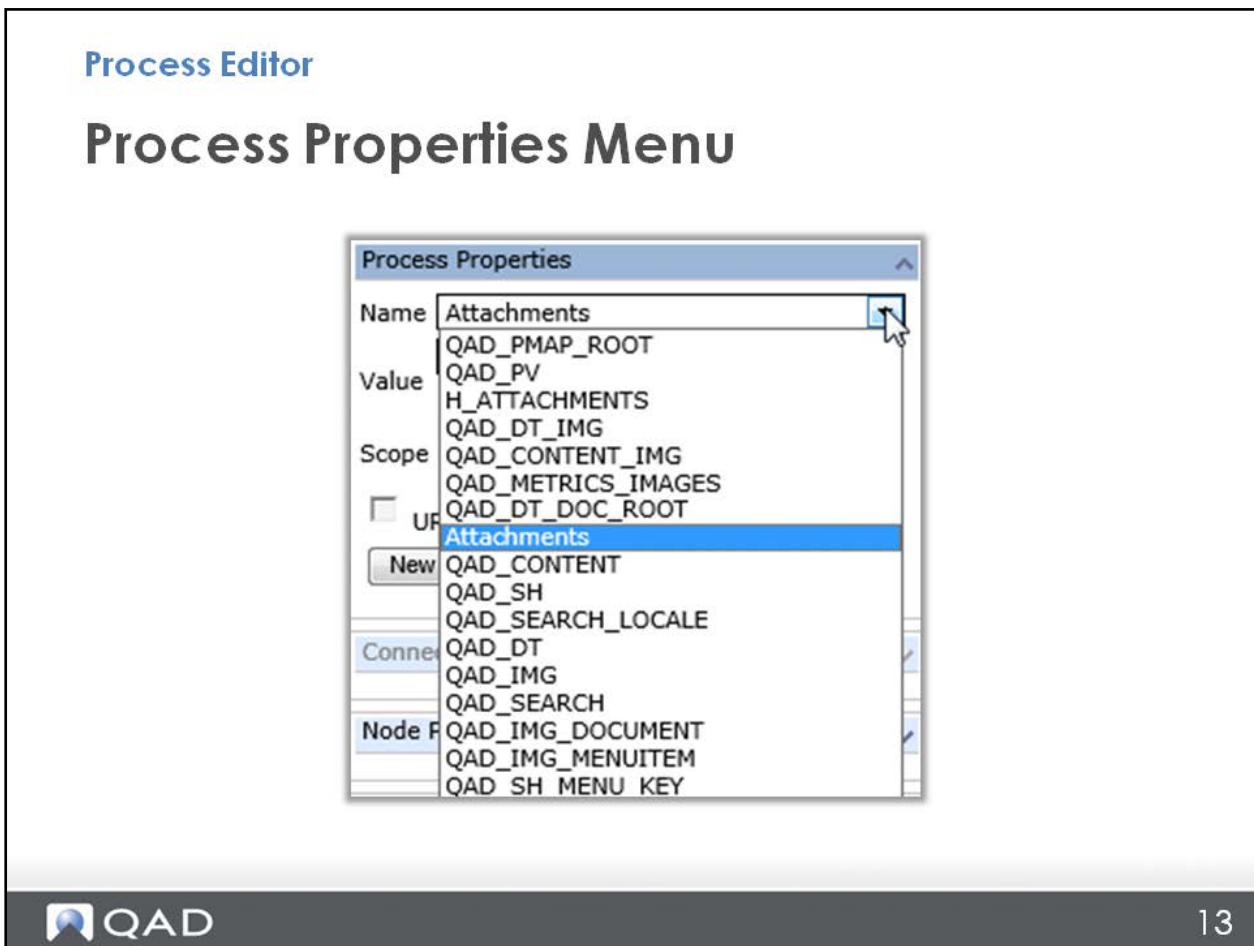 Process Editor
Process Properties Menu
Process Properties
Name Attachments
QAD_PMAP_ROOT
Value QAD_PV
H_ATTACHMENTS
QAD_DT_IMG
Scope QAD_CONTENT_IMG
QAD_METRICS_IMAGES
QAD_DT_DOC_ROOT
Attachments
New QAD_CONTENT
QAD_SH
QAD_SEARCH_LOCALE
QAD_DT
QAD_IMG
QAD_SEARCH
Node QAD_IMG_DOCUMENT
QAD_IMG_MENUITEM
QAD_SH_MENU_KEY
QAD
13